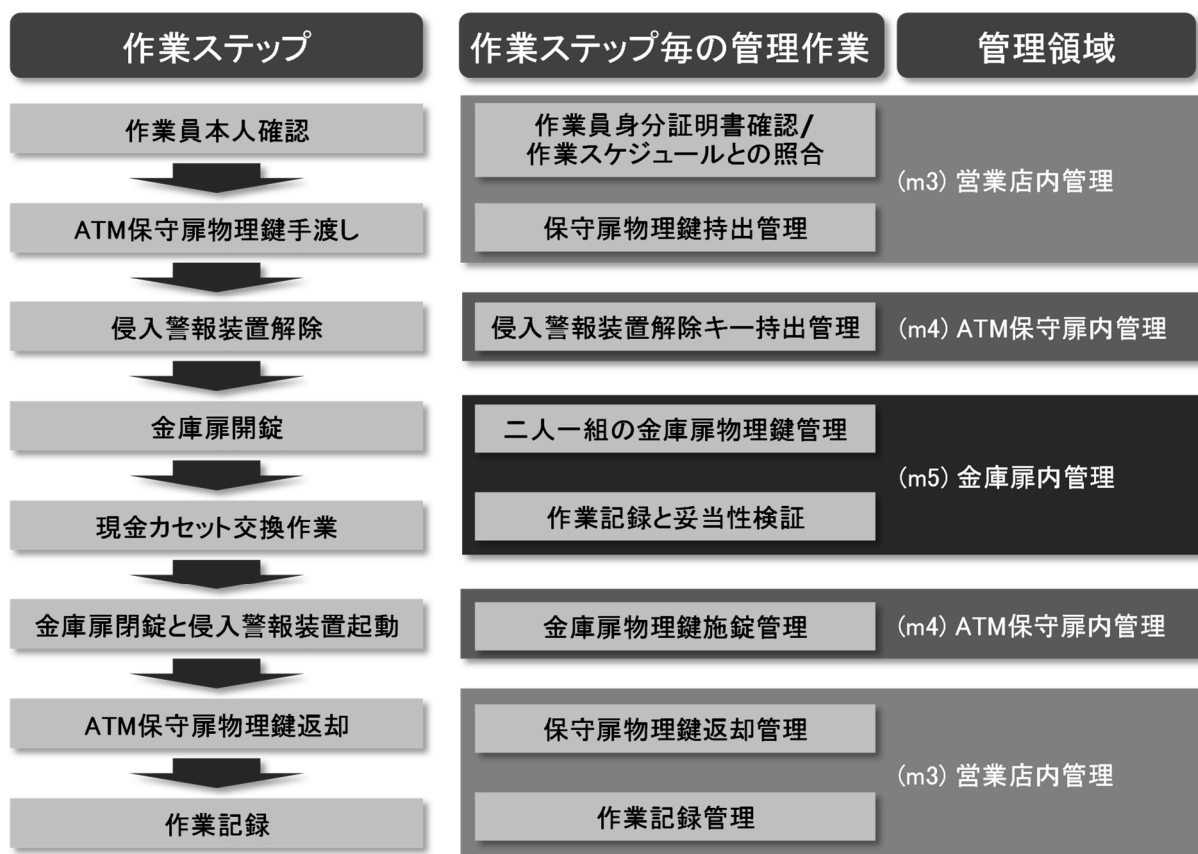 作業ステップ
作業ステップ毎の管理作業
管理領域
作業員本人確認
作業員身分証明書確認/
作業スケジュールとの照合
(m3) 営業店内管理
ATM保守扉物理鍵手渡し
保守扉物理鍵持出管理
侵入警報装置解除
侵入警報装置解除キー持出管理
(m4) ATM保守扉内管理
金庫扉開錠
二人一組の金庫扉物理鍵管理
(m5) 金庫扉内管理
現金カセット交換作業
作業記録と妥当性検証
金庫扉閉錠と侵入警報装置起動
金庫扉物理鍵施錠管理
(m4) ATM保守扉内管理
ATM保守扉物理鍵返却
保守扉物理鍵返却管理
(m3) 営業店内管理
作業記録
作業記録管理